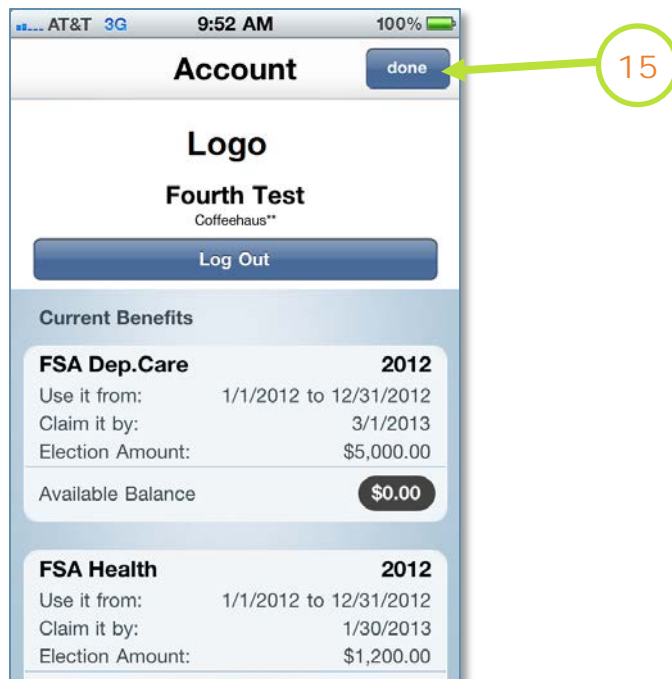 AT&T 3G 9:52 AM 100%
Account done
15
Logo
Fourth Test
Coffeehaus**
Log Out
Current Benefits
FSA Dep.Care 2012
Use it from: 1/1/2012 to 12/31/2012
Claim it by: 3/1/2013
Election Amount: $5,000.00
Available Balance $0.00
FSA Health 2012
Use it from: 1/1/2012 to 12/31/2012
Claim it by: 1/30/2013
Election Amount: $1,200.00